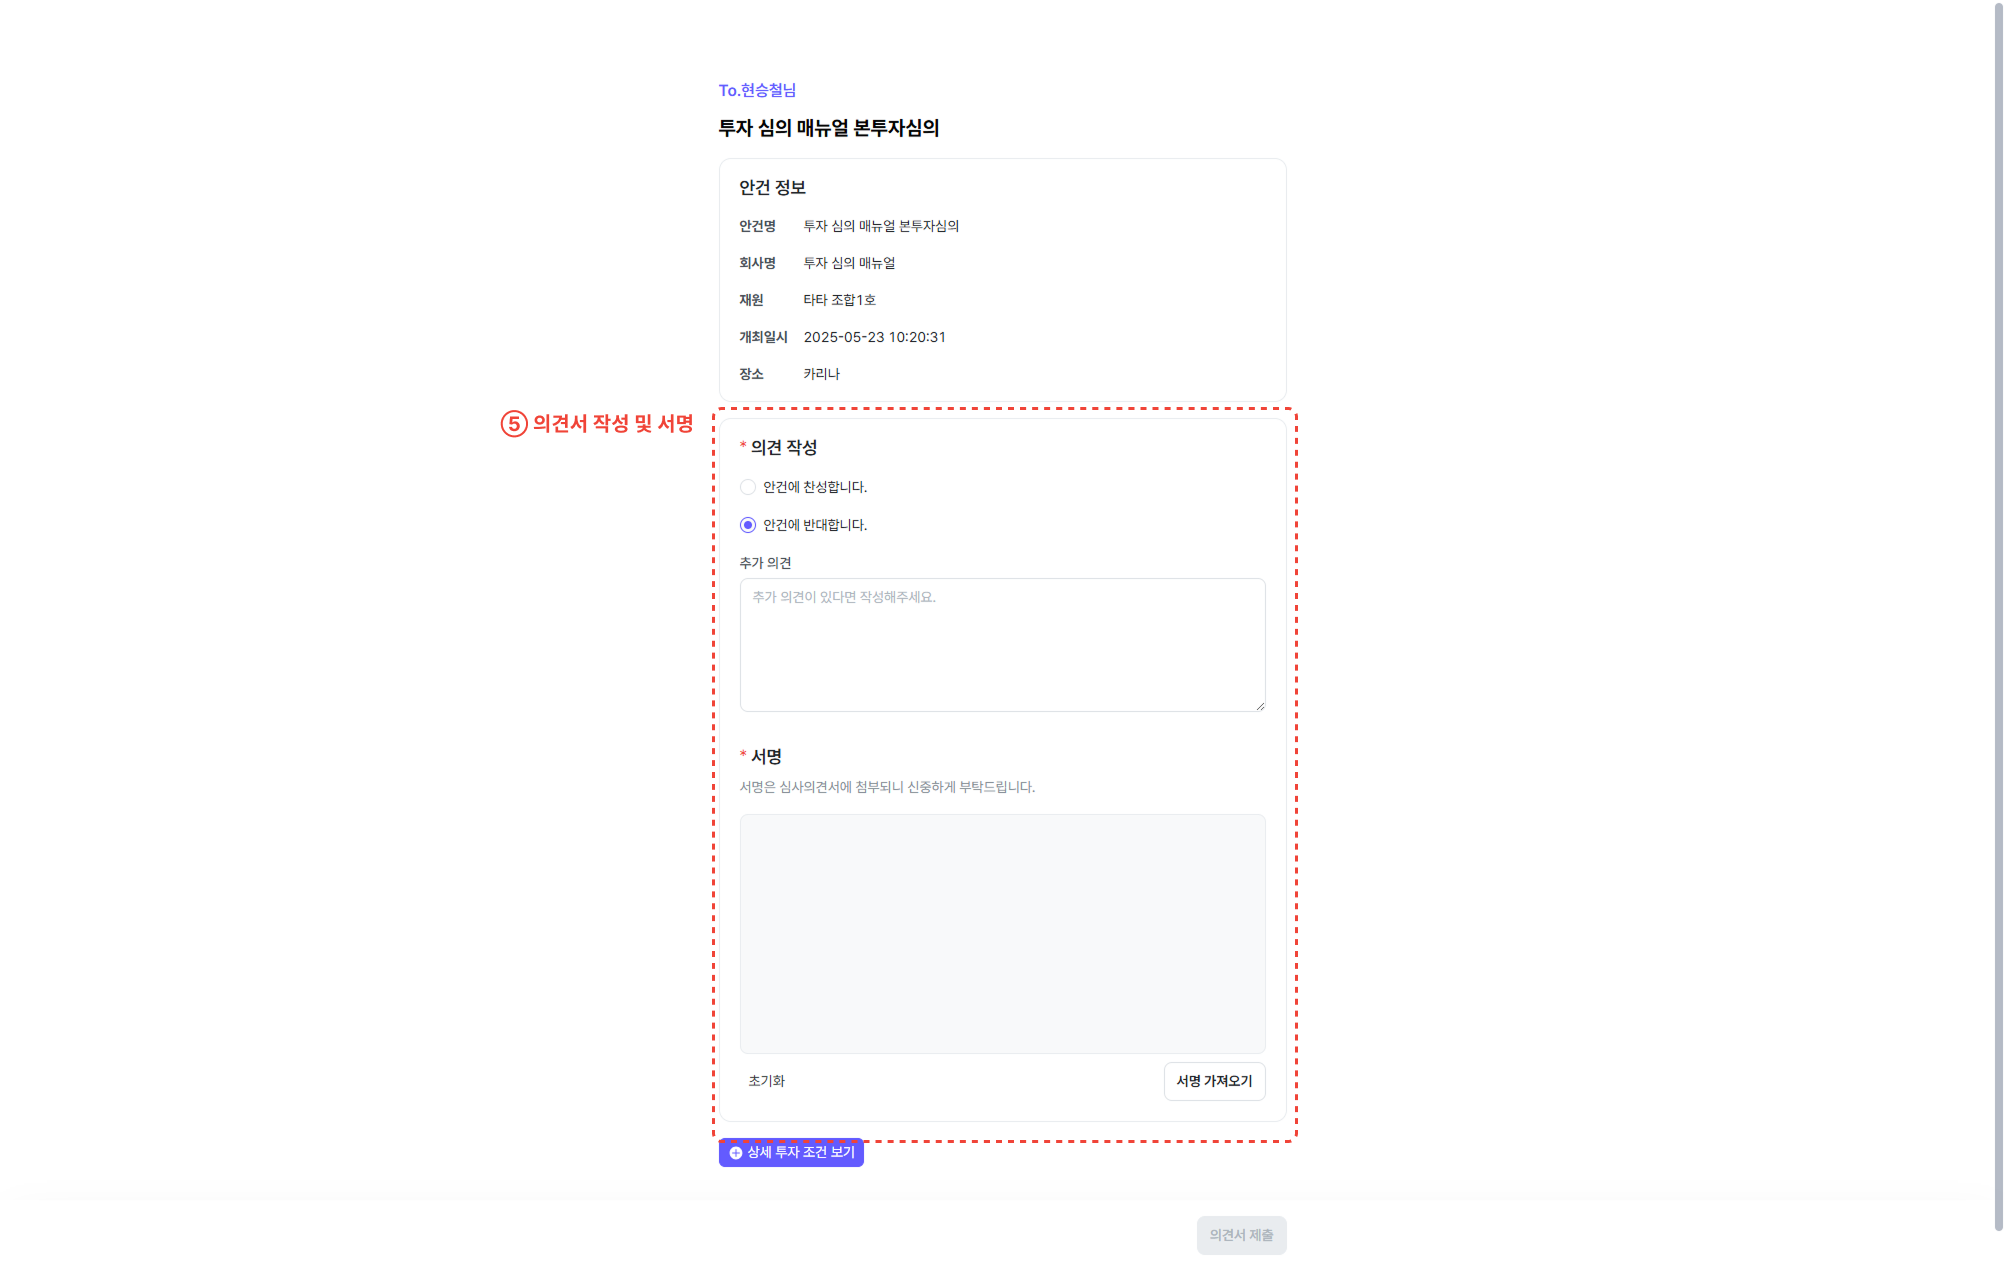 To.현승철님
투자 심의 매뉴얼 본투자심의
안건 정보
안건명 투자 심의 매뉴얼 본투자심의
회사명 투자 심의 매뉴얼
재원 타타 조합1호
개최일시 2025-05-23 10:20:31
장소 카리나
⑤ 의견서 작성 및 서명
* 의견 작성
안건에 찬성합니다.
안건에 반대합니다.
추가 의견
추가 의견이 있다면 작성해주세요.
* 서명
서명은 심사의견서에 첨부되니 신중하게 부탁드립니다.
초기화 서명 가져오기
상세 투자 조건 보기
의견서 제출